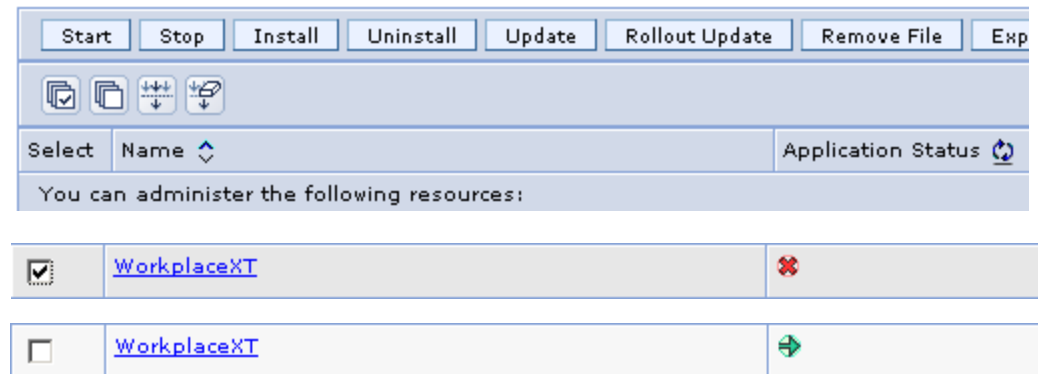 Start Stop Install Uninstall Update Rollout Update Remove File Exp
Select Name Application Status
You can administer the following resources:
WorkplaceXT
WorkplaceXT